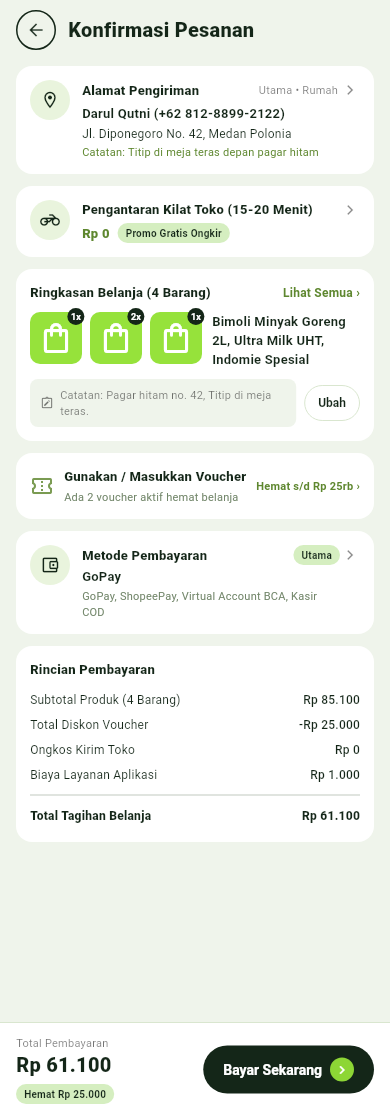 Konfirmasi Pesanan
Alamat Pengiriman
Utama • Rumah
Darul Qutni (+62 812-8899-2122)
Jl. Diponegoro No. 42, Medan Polonia
Catatan: Titip di meja teras depan pagar hitam
Pengantaran Kilat Toko (15-20 Menit)
Rp 0 Promo Gratis Ongkir
Ringkasan Belanja (4 Barang)
Lihat Semua ›
1x 2x 1x
Bimoli Minyak Goreng
2L, Ultra Milk UHT,
Indomie Spesial
Catatan: Pagar hitam no. 42, Titip di meja
teras.
Ubah
Gunakan / Masukkan Voucher
Ada 2 voucher aktif hemat belanja
Hemat s/d Rp 25rb ›
Metode Pembayaran
Utama
GoPay
GoPay, ShopeePay, Virtual Account BCA, Kasir
COD
Rincian Pembayaran
Subtotal Produk (4 Barang) Rp 85.100
Total Diskon Voucher -Rp 25.000
Ongkos Kirim Toko Rp 0
Biaya Layanan Aplikasi Rp 1.000
Total Tagihan Belanja Rp 61.100
Total Pembayaran
Rp 61.100
Hemat Rp 25.000
Bayar Sekarang